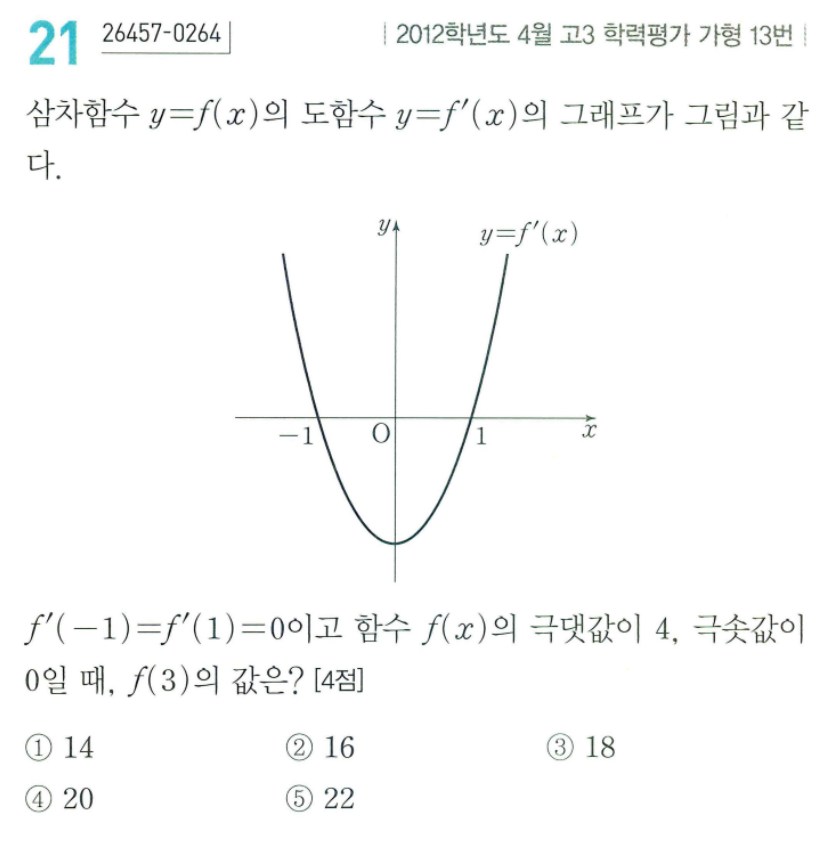 21 26457-0264 | 2012학년도 4월 고3 학력평가 가형 13번 |
삼차함수 y=f(x)의 도함수 y=f′(x)의 그래프가 그림과 같
다.
y
y=f′(x)
-1 O 1 x
f′(-1)=f′(1)=0이고 함수 f(x)의 극댓값이 4, 극솟값이
0일 때, f(3)의 값은? [4점]
① 14 ② 16 ③ 18
④ 20 ⑤ 22